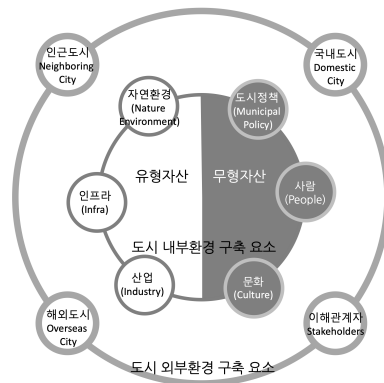 인근도시
Neighboring
City
국내도시
Domestic
City
자연환경
(Nature
Environment)
도시정책
(Municipal
Policy)
유형자산
무형자산
인프라
(Infra)
사람
(People)
도시 내부환경 구축 요소
산업
(Industry)
문화
(Culture)
해외도시
Overseas
City
이해관계자
Stakeholders
도시 외부환경 구축 요소